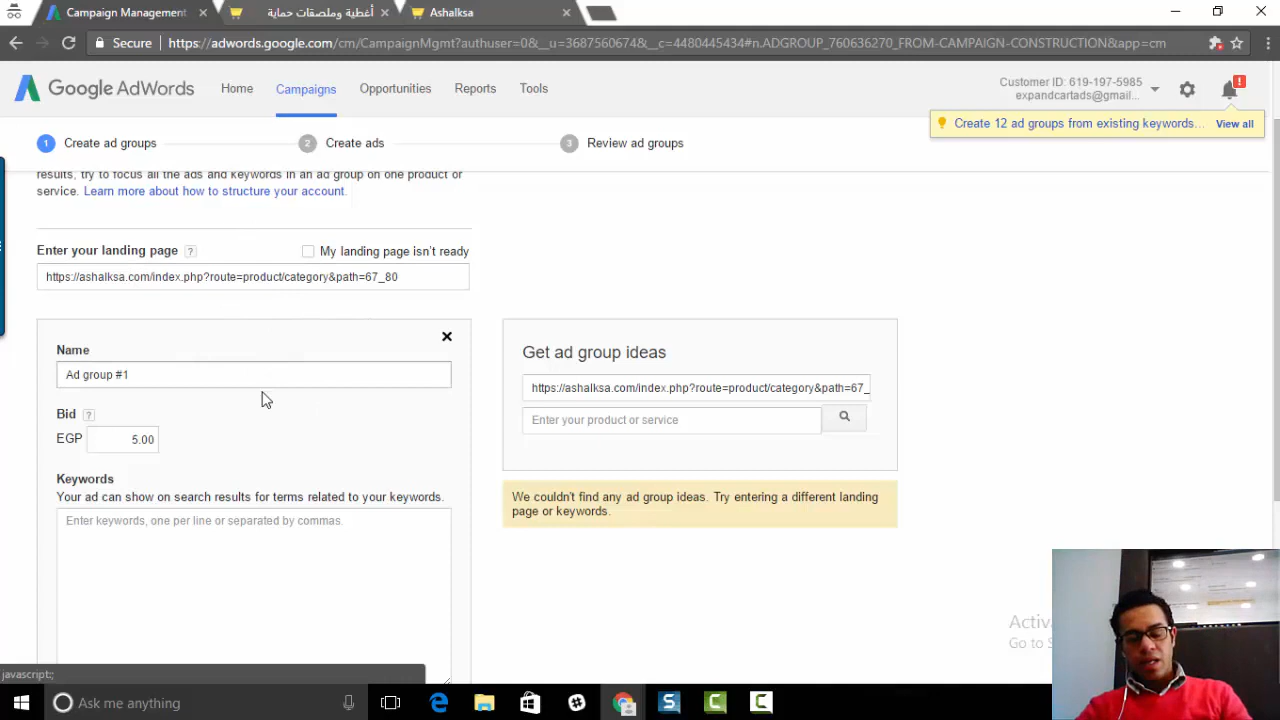 Campaign Management
أغطية وملصقات حماية
Ashalksa
Secure
https://adwords.google.com/cm/CampaignMgmt?authuser=0&__u=3687560674&__c=4480445434#n.ADGROUP_760636270_FROM-CAMPAIGN-CONSTRUCTION&app=cm
Google AdWords
Home
Campaigns
Opportunities
Reports
Tools
Customer ID: 619-197-5985
expandcartads@gmail...
!
Create 12 ad groups from existing keywords...
View all
1
Create ad groups
2
Create ads
3
Review ad groups
results, try to focus all the ads and keywords in an ad group on one product or
service. Learn more about how to structure your account.
Enter your landing page ?
My landing page isn't ready
https://ashalksa.com/index.php?route=product/category&path=67_80
Name
Ad group #1
Bid ?
EGP 5.00
Keywords
Your ad can show on search results for terms related to your keywords.
Enter keywords, one per line or separated by commas.
Get ad group ideas
https://ashalksa.com/index.php?route=product/category&path=67_
Enter your product or service
We couldn't find any ad group ideas. Try entering a different landing
page or keywords.
Go to S
javascript:;
Ask me anything